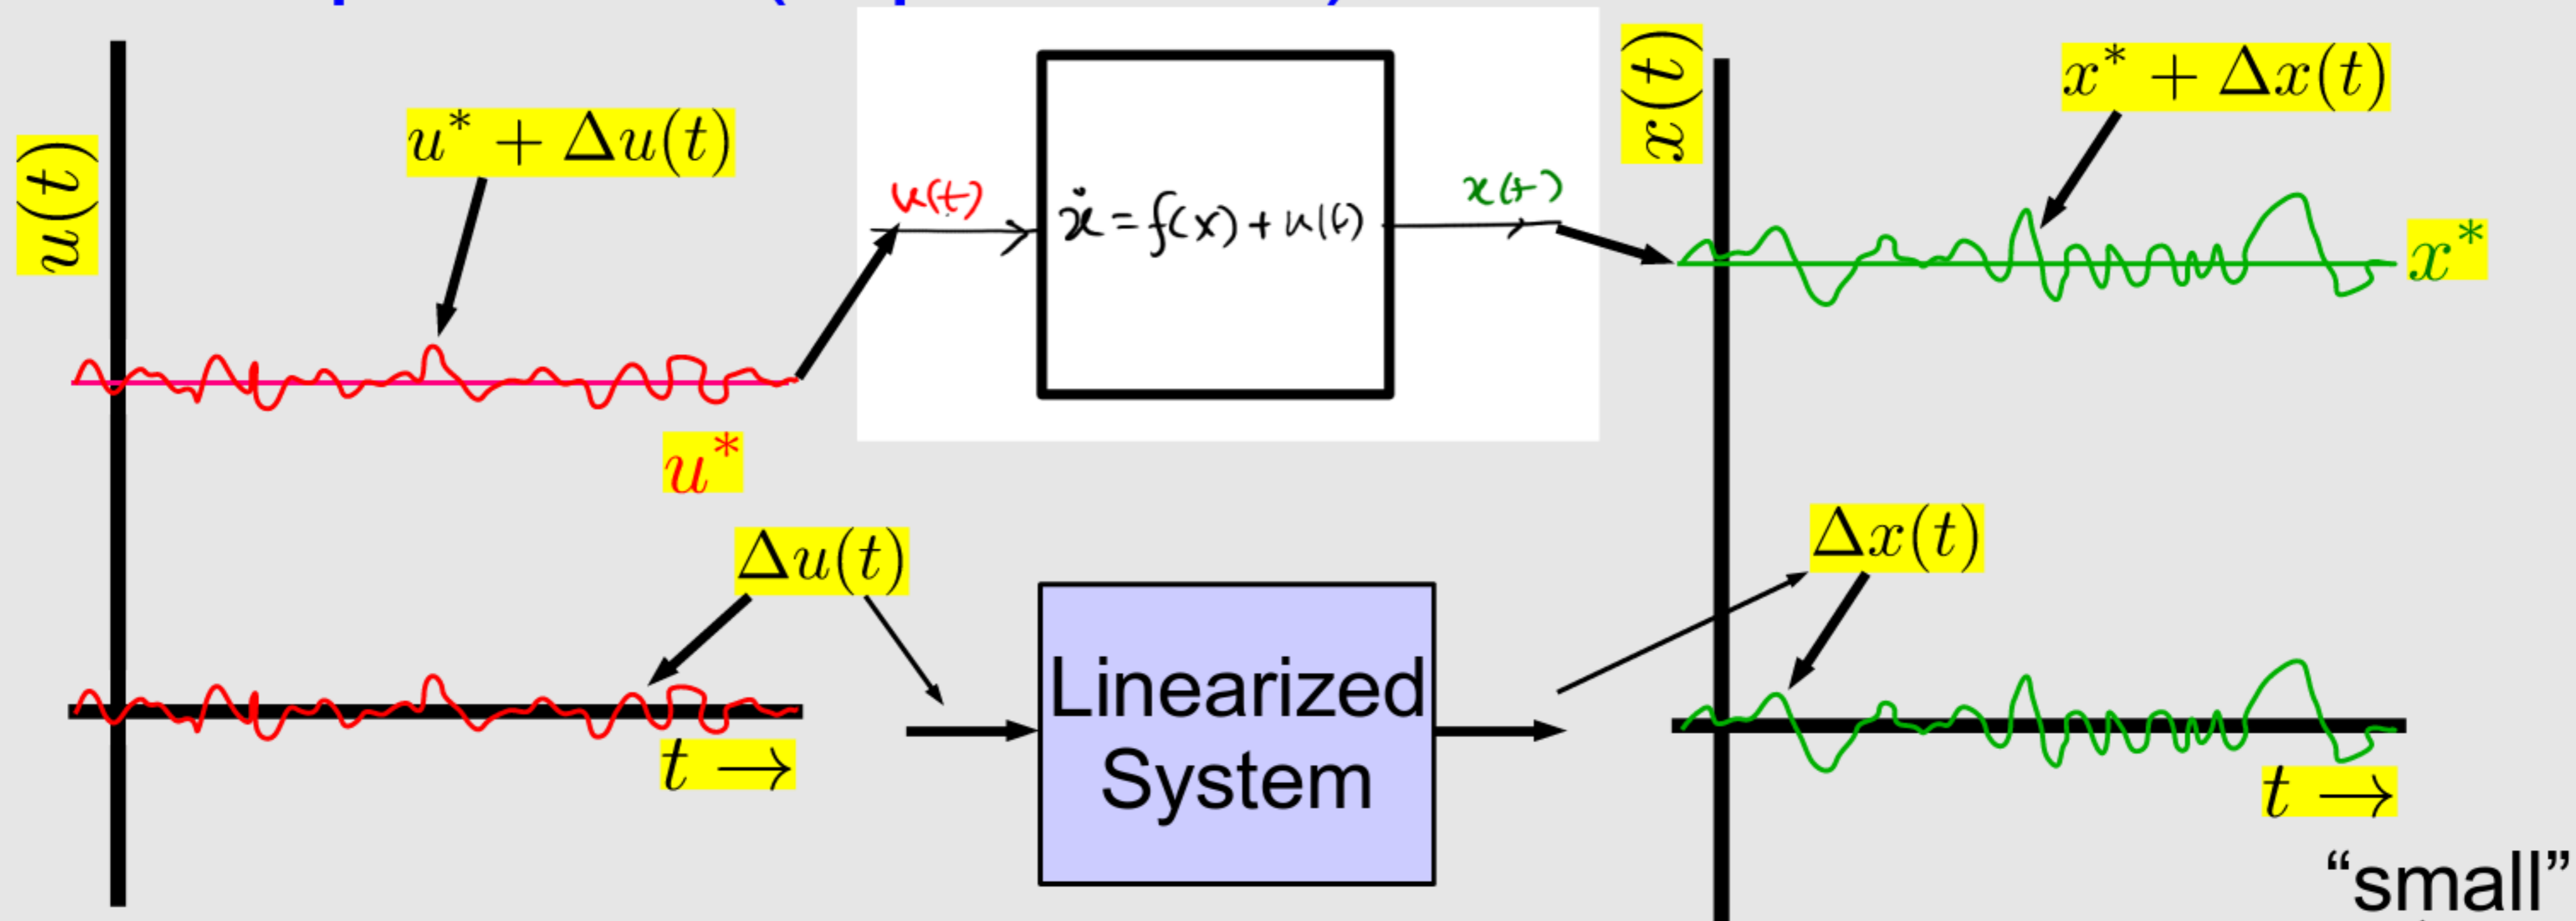 u(t)
u* + Δu(t)
u*
u(t)
ẋ = f(x) + u(t)
x(t)
x(t)
x* + Δx(t)
x*
Δu(t)
t →
Linearized
System
Δx(t)
t →
“small”